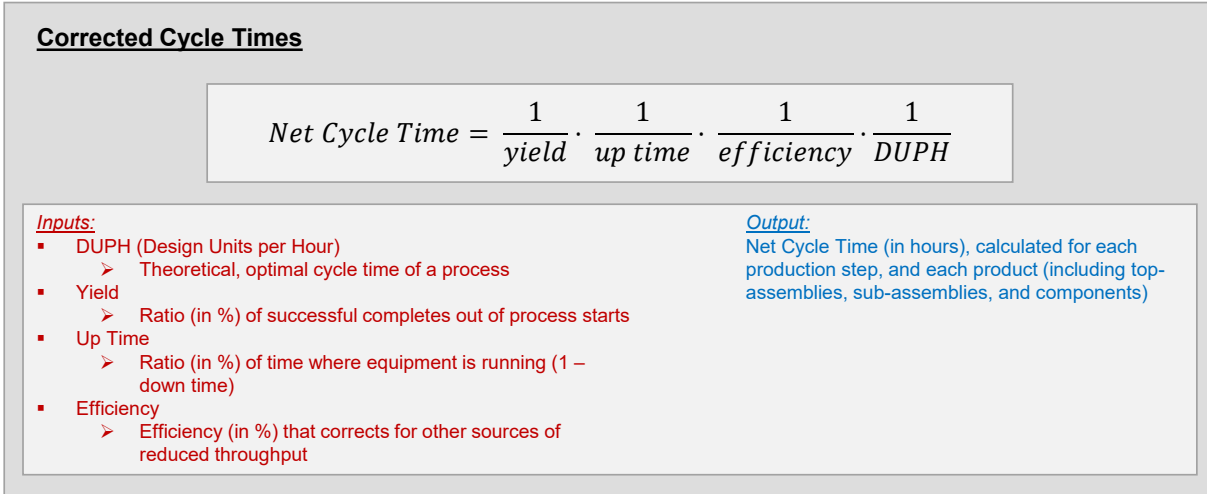 Corrected Cycle Times
Net Cycle Time = 1/yield · 1/up time · 1/efficiency · 1/DUPH
Inputs:
▪ DUPH (Design Units per Hour)
➢ Theoretical, optimal cycle time of a process
▪ Yield
➢ Ratio (in %) of successful completes out of process starts
▪ Up Time
➢ Ratio (in %) of time where equipment is running (1 –
down time)
▪ Efficiency
➢ Efficiency (in %) that corrects for other sources of
reduced throughput
Output:
Net Cycle Time (in hours), calculated for each
production step, and each product (including top-
assemblies, sub-assemblies, and components)